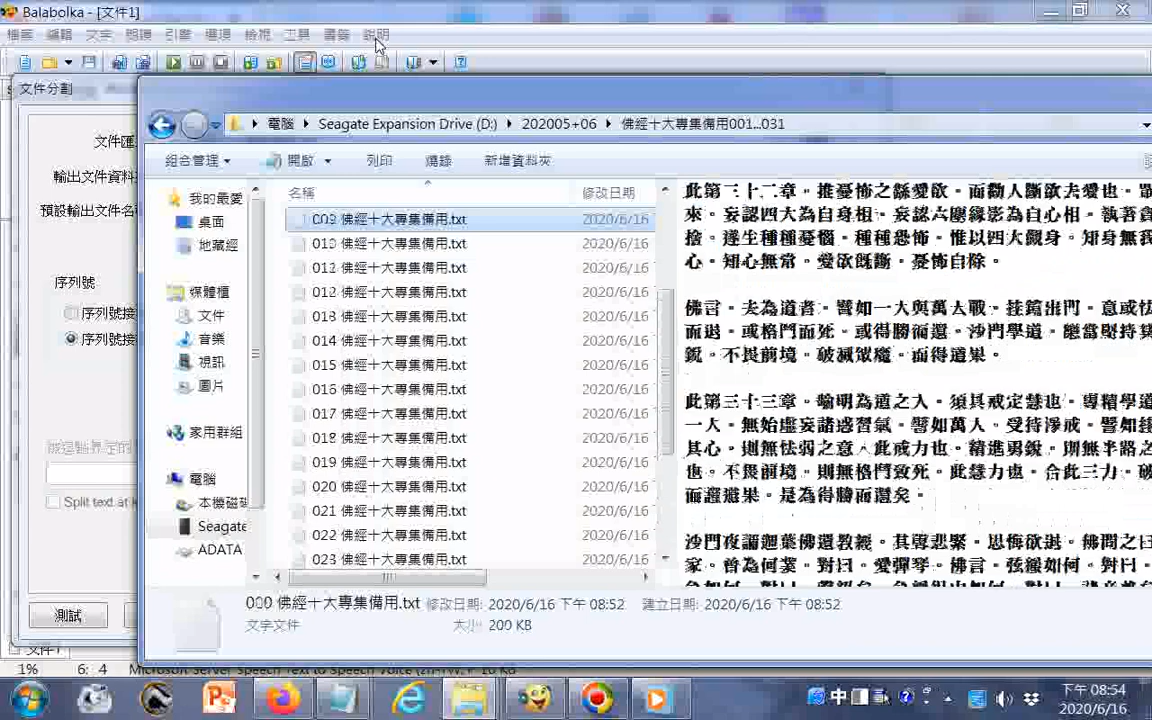 Balabolka - [文件1]
檔案 編輯 文字 閱讀 引擎 選項 檢視 工具 書籤 說明
文件分割
電腦 Seagate Expansion Drive (D:) 202005+06 佛經十大專集備用001...031
組合管理 開啟 列印 燒錄 新增資料夾
文件匯
輸出文件資料
預設輸出文件名
序列號
序列號接
序列號接
Split text at k
測試
文件1
我的最愛
桌面
地藏經
媒體櫃
文件
音樂
視訊
圖片
家用群組
電腦
本機磁碟
Seagate
ADATA
名稱 修改日期
009 佛經十大專集備用.txt 2020/6/16
010 佛經十大專集備用.txt 2020/6/16
佛經十大專集備用.txt 2020/6/16
012 佛經十大專集備用.txt 2020/6/16
013 佛經十大專集備用.txt 2020/6/16
014 佛經十大專集備用.txt 2020/6/16
015 佛經十大專集備用.txt 2020/6/16
016 佛經十大專集備用.txt 2020/6/16
017 佛經十大專集備用.txt 2020/6/16
018 佛經十大專集備用.txt 2020/6/16
019 佛經十大專集備用.txt 2020/6/16
020 佛經十大專集備用.txt 2020/6/16
021 佛經十大專集備用.txt 2020/6/16
022 佛經十大專集備用.txt 2020/6/16
023 佛經十大專集備用.txt 2020/6/16
此第三十二章。推憂怖之繇愛欲。而勸人斷欲去愛也。眾
來。妄認四大為自身相。妄認六塵緣影為自心相。執著貪
捨。遂生種種憂惱。種種恐怖。惟以四大觀身。知身無我
心。知心無常。愛欲既斷。憂怖自除。
佛言。夫為道者。譬如一人與萬人戰。挂鎧出門。意或怯
而退。或格鬥而死。或得勝而還。沙門學道。應當堅持其
銳。不畏前境。破滅眾魔。而得道果。
此第三十三章。喻明為道之人。須具戒定慧也。專精學道
一人。無始虛妄諸惑習氣。譬如萬人。受持淨戒。譬如挂
其心。則無怯弱之意。此戒力也。精進勇銳。則無半路之
也。不畏前境。則無格鬥致死。此慧力也。合此三力。破
而證道果。是為得勝而還矣。
沙門夜誦迦葉佛遺教經。其聲悲緊。思悔欲退。佛問之曰
家。曾為何業。對曰。愛彈琴。佛言。弦緩如何。對曰。
佛經十大專集備用.txt 修改日期: 2020/6/16 下午 08:52 建立日期: 2020/6/16 下午 08:52
文字文件 大小: 200 KB
1% 6: 4 Microsoft Server Speech Text to Speech Voice (zh-TW,
中
下午 08:54
2020/6/16